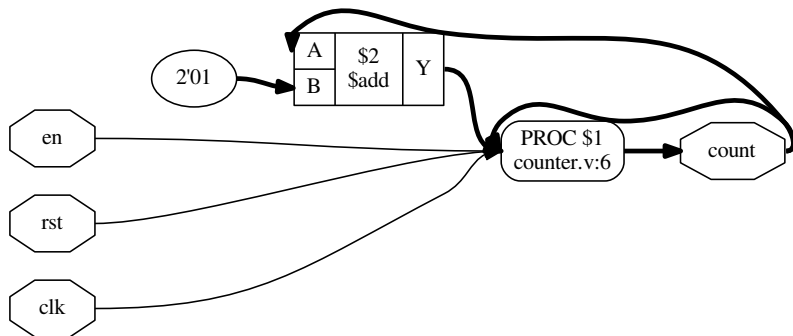 A
$2
Y
$add
B
2'01
en
PROC $1
counter.v:6
count
rst
clk